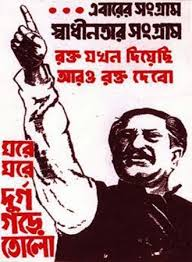 ... এবারের সংগ্রাম
স্বাধীনতার সংগ্রাম
রক্ত যখন দিয়েছি
আরও রক্ত দেবো
ঘরে
ঘরে
দুর্গ
গড়ে
তোলো